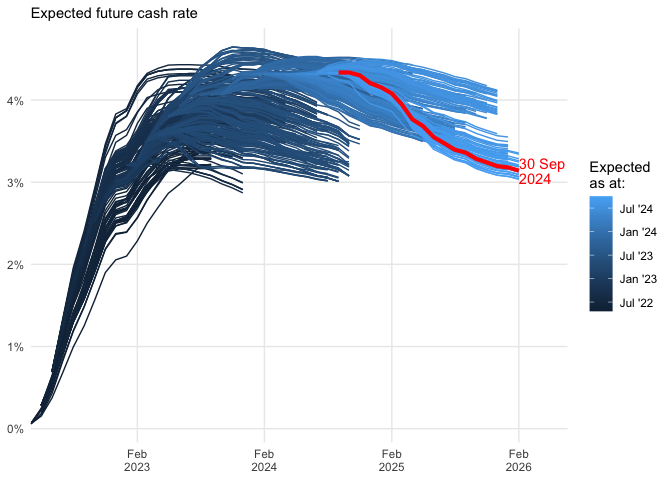 Expected future cash rate
4%
3%
2%
1%
0%
Feb
2023
Feb
2024
Feb
2025
Feb
2026
30 Sep
2024
Expected
as at:
Jul '24
Jan '24
Jul '23
Jan '23
Jul '22